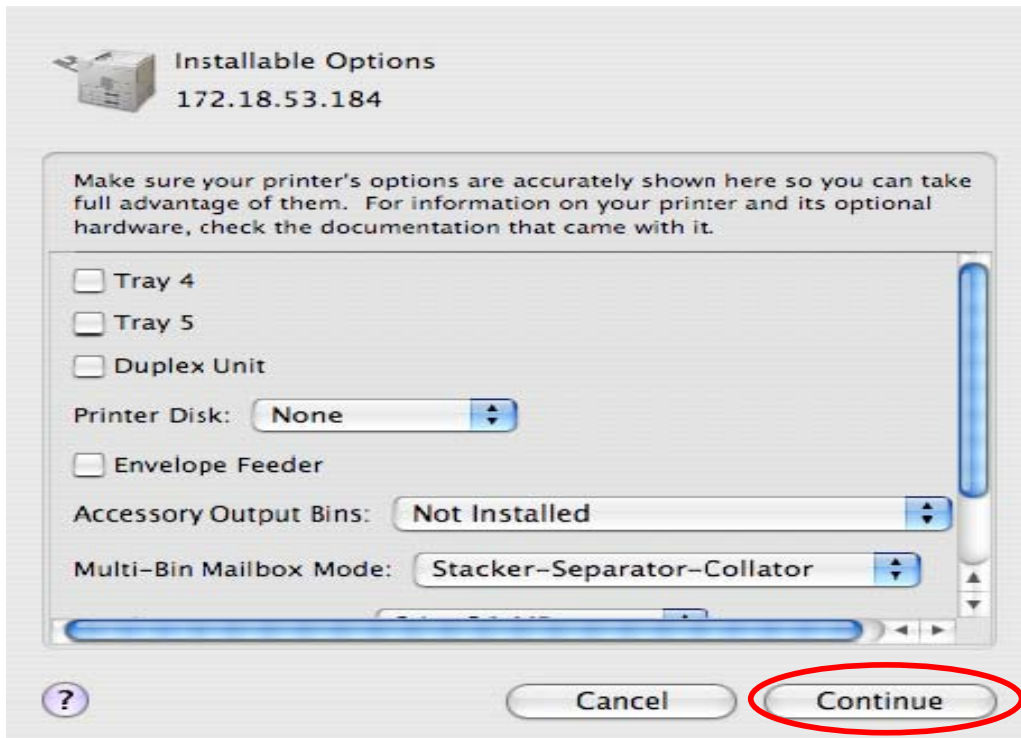 Installable Options
172.18.53.184
Make sure your printer's options are accurately shown here so you can take
full advantage of them. For information on your printer and its optional
hardware, check the documentation that came with it.
Tray 4
Tray 5
Duplex Unit
Printer Disk: None
Envelope Feeder
Accessory Output Bins: Not Installed
Multi-Bin Mailbox Mode: Stacker-Separator-Collator
? Cancel Continue